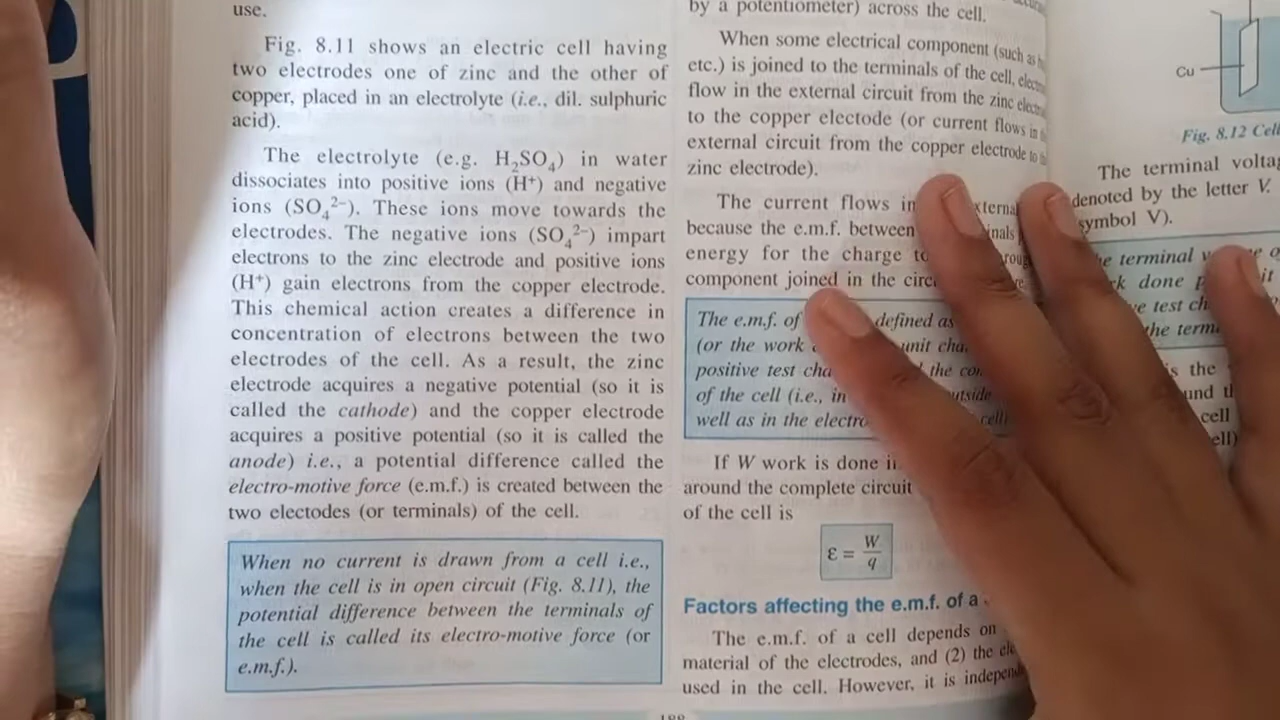 use.
Fig. 8.11 shows an electric cell having
two electrodes one of zinc and the other of
copper, placed in an electrolyte (i.e., dil. sulphuric
acid).
The electrolyte (e.g. H₂SO₄) in water
dissociates into positive ions (H⁺) and negative
ions (SO₄²⁻). These ions move towards the
electrodes. The negative ions (SO₄²⁻) impart
electrons to the zinc electrode and positive ions
(H⁺) gain electrons from the copper electrode.
This chemical action creates a difference in
concentration of electrons between the two
electrodes of the cell. As a result, the zinc
electrode acquires a negative potential (so it is
called the cathode) and the copper electrode
acquires a positive potential (so it is called the
anode) i.e., a potential difference called the
electro-motive force (e.m.f.) is created between the
two electodes (or terminals) of the cell.
When no current is drawn from a cell i.e.,
when the cell is in open circuit (Fig. 8.11), the
potential difference between the terminals of
the cell is called its electro-motive force (or
e.m.f.).
by a potentiometer) across the cell.
When some electrical component (such as
etc.) is joined to the terminals of the cell,
flow in the external circuit from the zinc
to the copper electode (or current flows in
external circuit from the copper electrode to
zinc electrode).
The current flows in
because the e.m.f. between
energy for the charge
component joined in the
The e.m.f. of defined as
(or the work unit
positive test the
of the cell (i.e., in outside
well as in the cell)
If W work is done
around the complete circuit
of the cell is
ε = W/q
Factors affecting the e.m.f. of a
The e.m.f. of a cell depends on
material of the electrodes, and (2) the
used in the cell. However, it is
188
Cu
Fig. 8.12
The terminal
denoted by the letter V.
symbol V).
terminal
done
test
the
the
cell